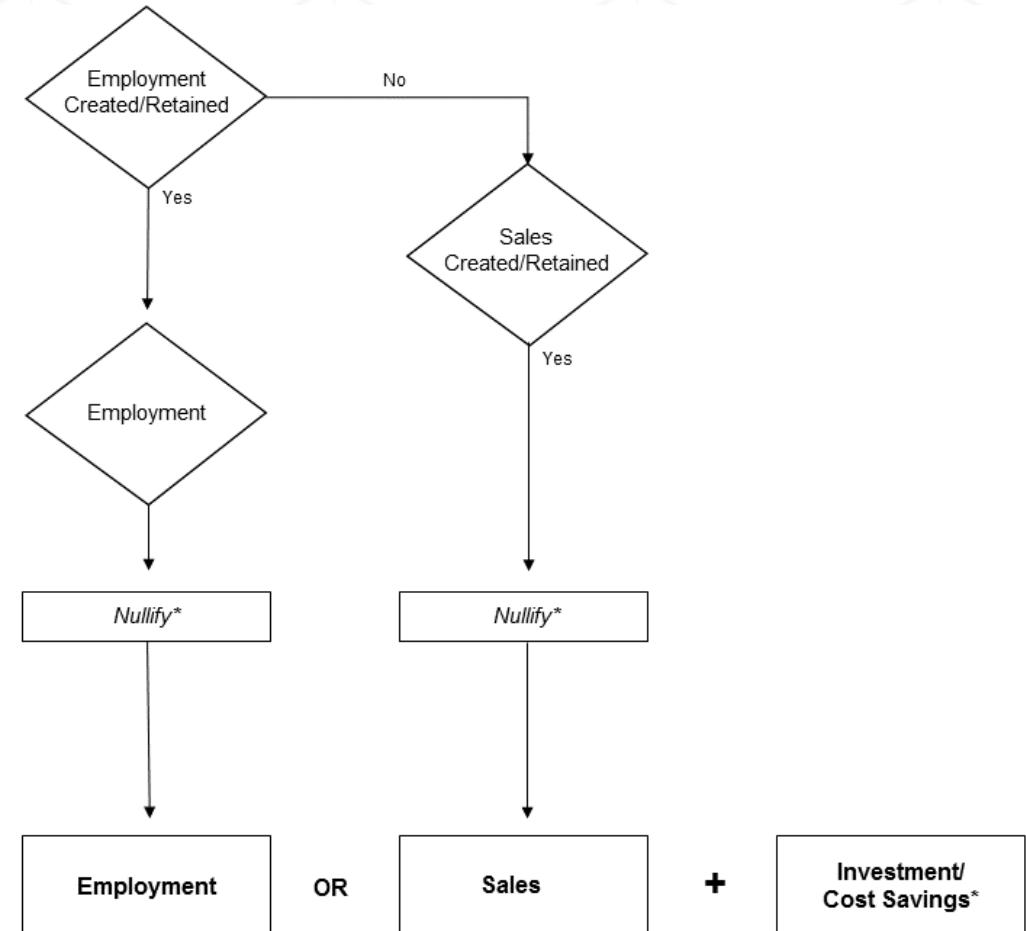 Employment
Created/Retained
No
Yes
Sales
Created/Retained
Yes
Employment
Nullify*
Nullify*
Employment
OR
Sales
+
Investment/
Cost Savings*